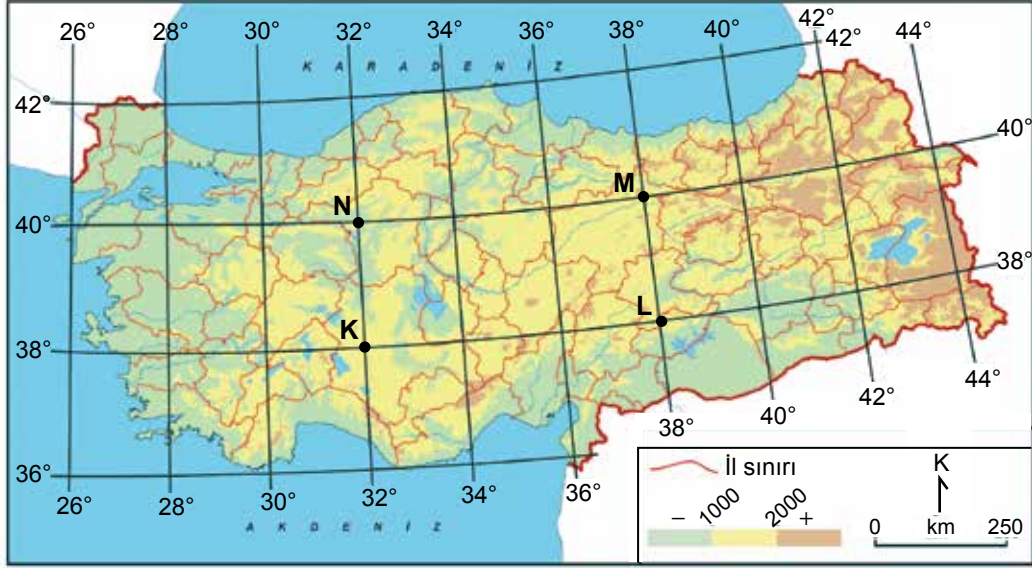 26° 28° 30° 32° 34° 36° 38° 40° 42° 44°
42°
K A R A D E N İ Z
42°
40°
M
N
40°
38°
L
K
38°
44°
42°
40°
38°
36°
36°
26° 28° 30° 32° 34°
A K D E N İ Z
İl sınırı
K
– 1000 2000 +
0 km 250